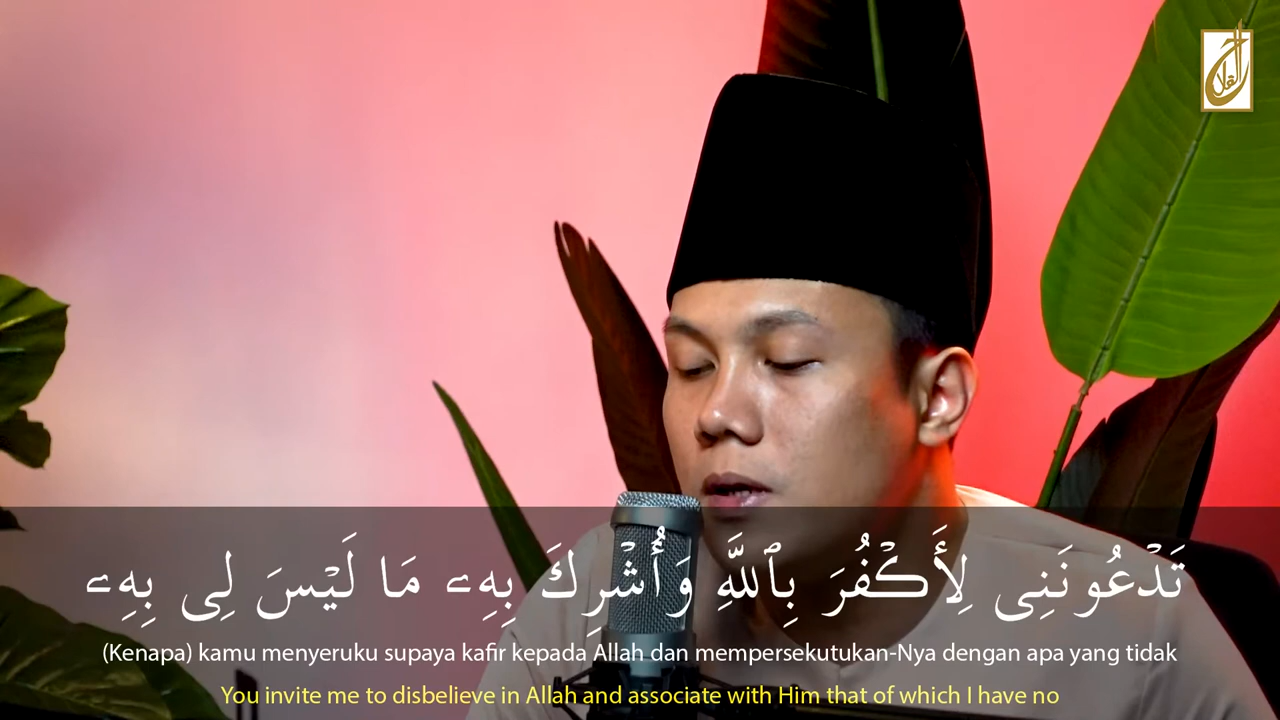 الفلاح
تَدْعُونَنِى لِأَكْفُرَ بِٱللَّهِ وَأُشْرِكَ بِهِۦ مَا لَيْسَ لِى بِهِۦ
(Kenapa) kamu menyeruku supaya kafir kepada Allah dan mempersekutukan-Nya dengan apa yang tidak
You invite me to disbelieve in Allah and associate with Him that of which I have no